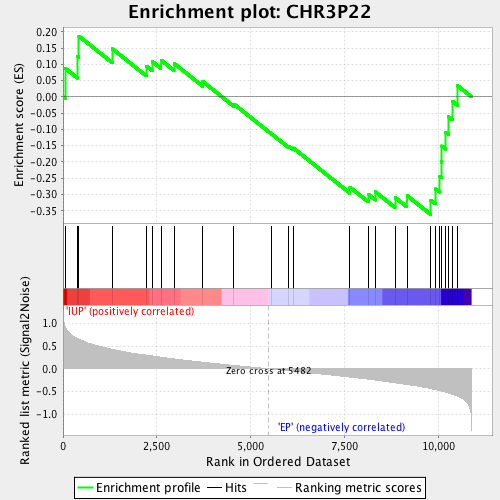 Enrichment plot: CHR3P22
Enrichment score (ES)
0.20
0.15
0.10
0.05
0.00
-0.05
-0.10
-0.15
-0.20
-0.25
-0.30
-0.35
Ranked list metric (Signal2Noise)
1.0
0.5
0.0
-0.5
-1.0
'IUP' (positively correlated)
Zero cross at 5482
'EP' (negatively correlated)
0
2,500
5,000
7,500
10,000
Rank in Ordered Dataset
Enrichment profile
Hits
Ranking metric scores